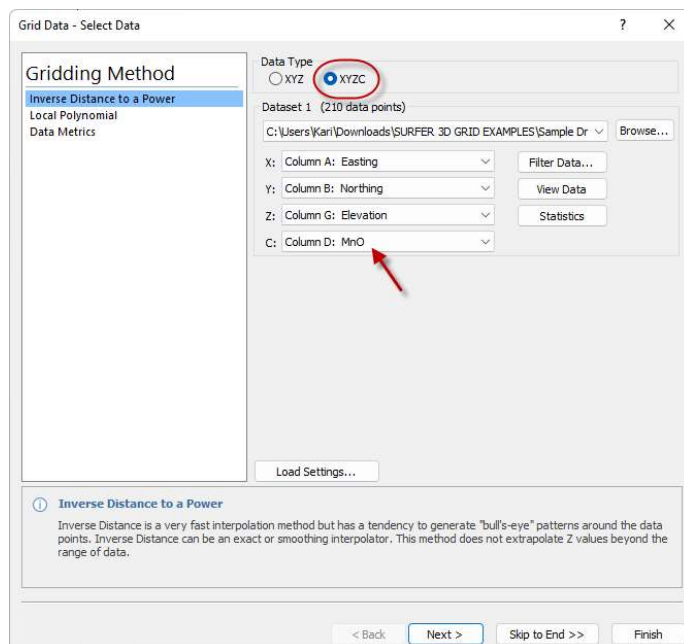 Grid Data - Select Data
?
Gridding Method
Inverse Distance to a Power
Local Polynomial
Data Metrics
Data Type
XYZ
XYZC
Dataset 1 (210 data points)
C:\Users\Kari\Downloads\SURFER 3D GRID EXAMPLES\Sample Dr
Browse...
X: Column A: Easting
Filter Data...
Y: Column B: Northing
View Data
Z: Column G: Elevation
Statistics
C: Column D: MnO
Load Settings...
Inverse Distance to a Power
Inverse Distance is a very fast interpolation method but has a tendency to generate "bull's-eye" patterns around the data
points. Inverse Distance can be an exact or smoothing interpolator. This method does not extrapolate Z values beyond the
range of data.
< Back
Next >
Skip to End >>
Finish